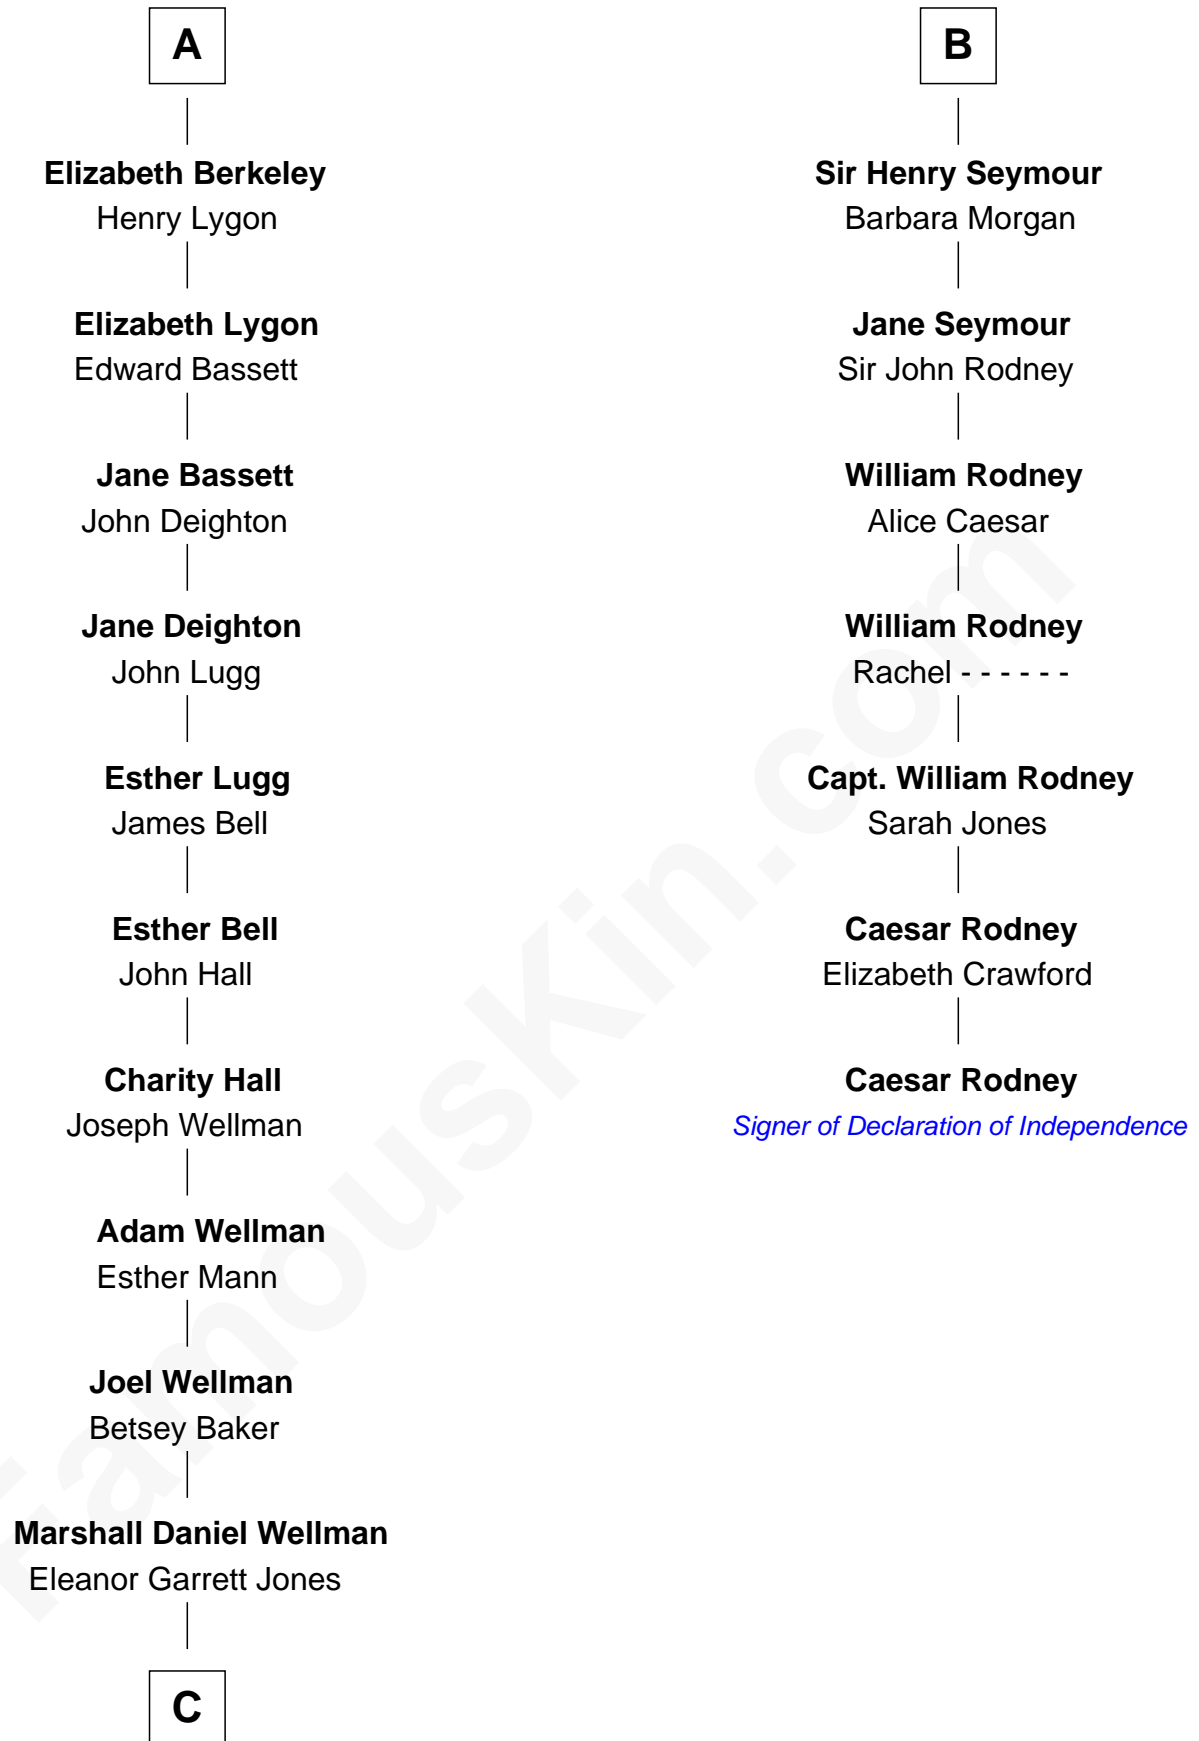 A
Elizabeth Berkeley
Henry Lygon
Elizabeth Lygon
Edward Bassett
Jane Bassett
John Deighton
Jane Deighton
John Lugg
Esther Lugg
James Bell
Esther Bell
John Hall
Charity Hall
Joseph Wellman
Adam Wellman
Esther Mann
Joel Wellman
Betsey Baker
Marshall Daniel Wellman
Eleanor Garrett Jones
C
B
Sir Henry Seymour
Barbara Morgan
Jane Seymour
Sir John Rodney
William Rodney
Alice Caesar
William Rodney
Rachel - - - - - -
Capt. William Rodney
Sarah Jones
Caesar Rodney
Elizabeth Crawford
Caesar Rodney
Signer of Declaration of Independence
FamousKin.com